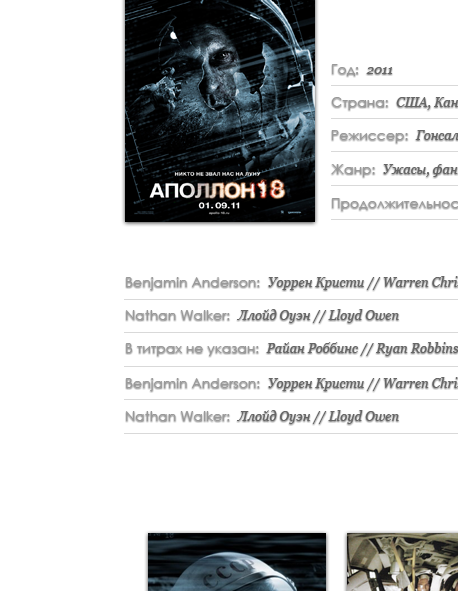 НИКТО НЕ ЗВАЛ НАС НА ЛУНУ
АПОЛЛОН 18
01.09.11
Год: 2011
Страна: США, Кан
Режиссер: Гонсал
Жанр: Ужасы, фан
Продолжительнос
Benjamin Anderson: Уоррен Кристи // Warren Chri
Nathan Walker: Ллойд Оуэн // Lloyd Owen
В титрах не указан: Райан Роббинс // Ryan Robbins
Benjamin Anderson: Уоррен Кристи // Warren Chri
Nathan Walker: Ллойд Оуэн // Lloyd Owen
СССР